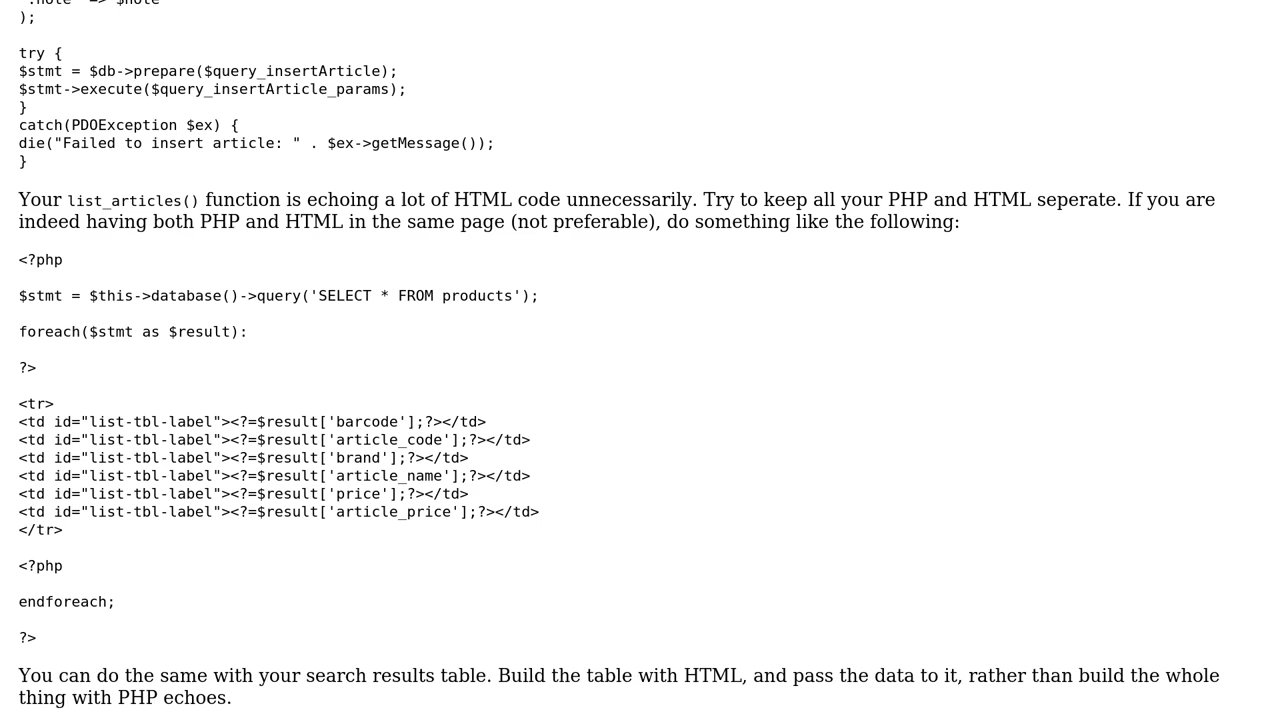 ':note' => $note
);
try {
$stmt = $db->prepare($query_insertArticle);
$stmt->execute($query_insertArticle_params);
}
catch(PDOException $ex) {
die("Failed to insert article: " . $ex->getMessage());
}
Your list_articles() function is echoing a lot of HTML code unnecessarily. Try to keep all your PHP and HTML seperate. If you are
indeed having both PHP and HTML in the same page (not preferable), do something like the following:
<?php
$stmt = $this->database()->query('SELECT * FROM products');
foreach($stmt as $result):
?>
<tr>
<td id="list-tbl-label"><?=$result['barcode'];?></td>
<td id="list-tbl-label"><?=$result['article_code'];?></td>
<td id="list-tbl-label"><?=$result['brand'];?></td>
<td id="list-tbl-label"><?=$result['article_name'];?></td>
<td id="list-tbl-label"><?=$result['price'];?></td>
<td id="list-tbl-label"><?=$result['article_price'];?></td>
</tr>
<?php
endforeach;
?>
You can do the same with your search results table. Build the table with HTML, and pass the data to it, rather than build the whole
thing with PHP echoes.